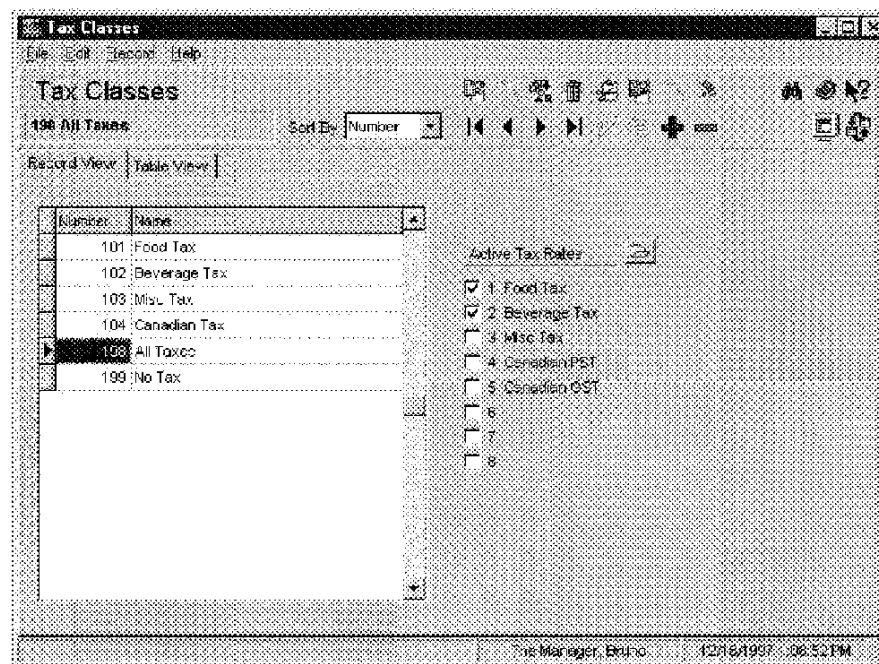 Tax Classes
File Edit Record Help
Tax Classes
198 All Taxes
Sort By Number
Record View Table View
Number Name
101 Food Tax
102 Beverage Tax
103 Misc Tax
104 Canadian Tax
198 All Taxes
199 No Tax
Active Tax Rates
1 Food Tax
2 Beverage Tax
3 Misc Tax
4 Canadian PST
5 Canadian GST
6
7
8
The Manager, Bruno 12/16/1997 06:52 PM